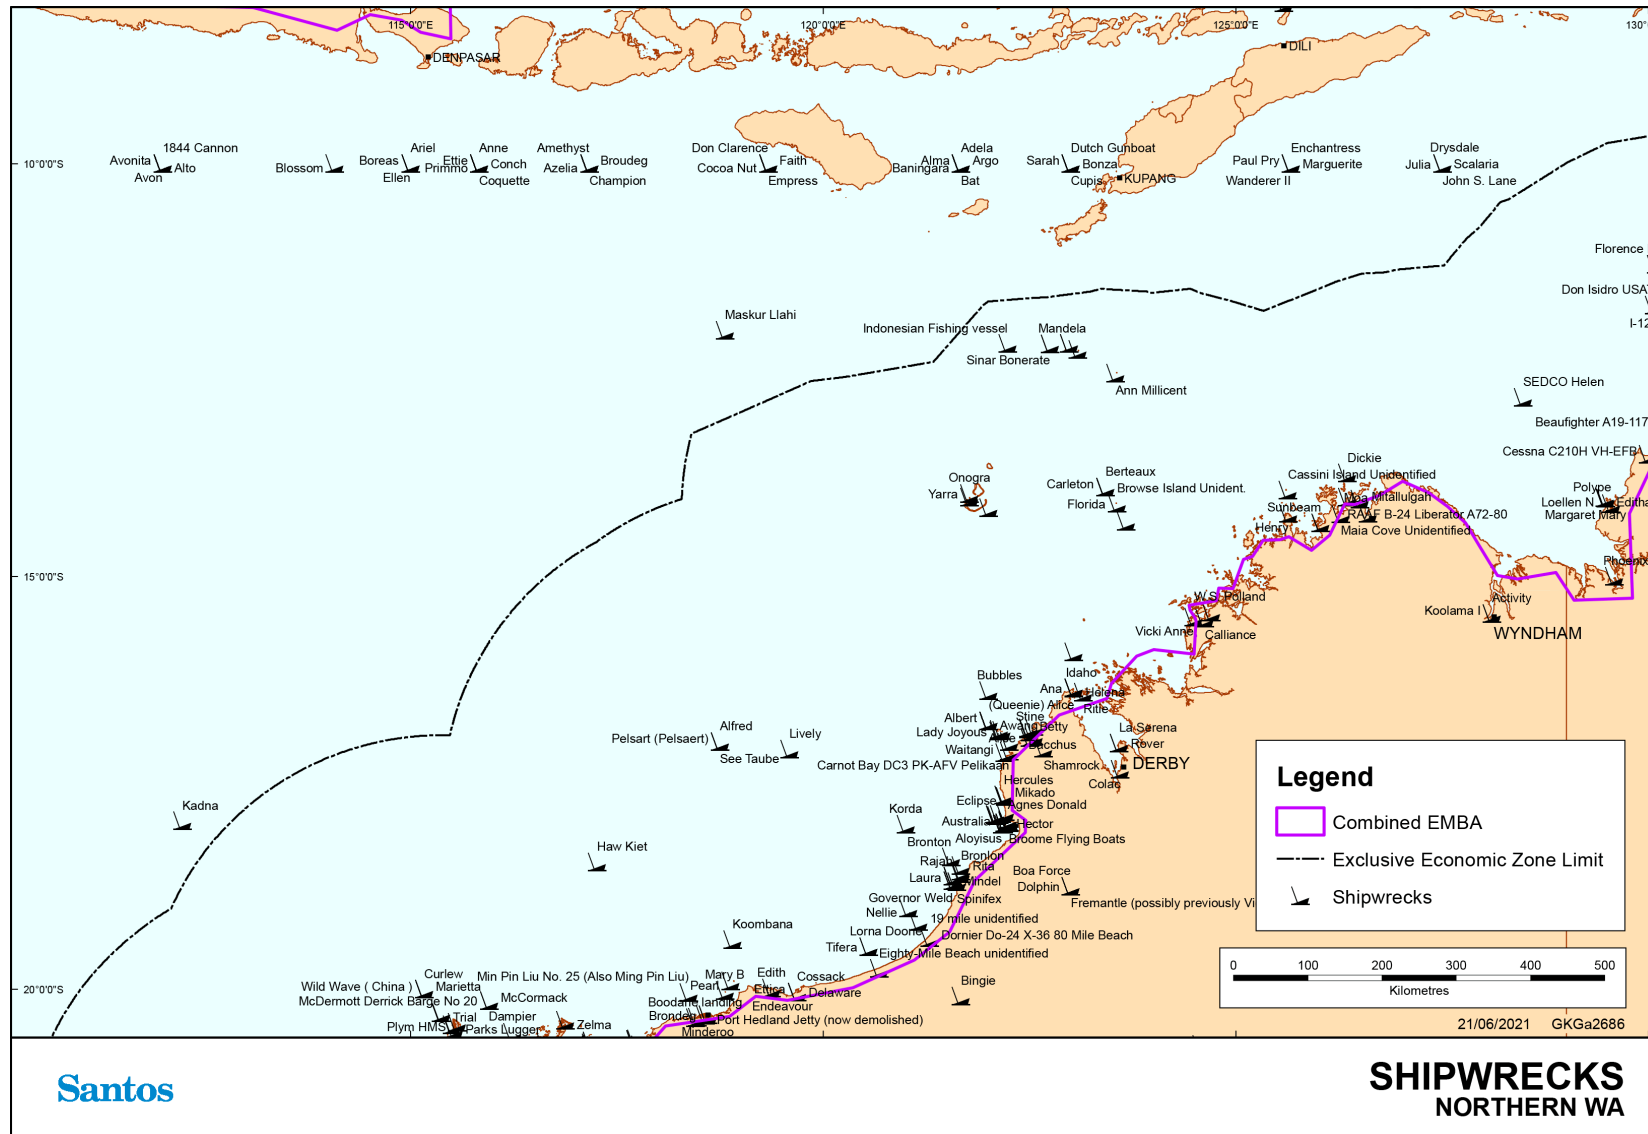 115°0'0"E
120°0'0"E
125°0'0"E
130°
DENPASAR
DILI
10°0'0"S
1844 Cannon
Avonita
Alto
Avon
Blossom
Ariel
Boreas
Primmo
Ellen
Anne
Ettie
Conch
Coquette
Amethyst
Broudeg
Azelia
Champion
Don Clarence
Faith
Cocoa Nut
Empress
Adela
Alma
Argo
Baningara
Bat
Dutch Gunboat
Sarah
Bonza
Cupis
KUPANG
Enchantress
Paul Pry
Marguerite
Wanderer II
Drysdale
Julia
Scalaria
John S. Lane
Florence
Don Isidro USA
I-12
Maskur Llahi
Indonesian Fishing vessel
Mandela
Sinar Bonerate
Ann Millicent
SEDCO Helen
Beaufighter A19-117
Cessna C210H VH-EFB
Dickie
Cassini Island Unidentified
Berteaux
Carleton
Browse Island Unident.
Florida
Onogra
Yarra
Moa
Mitallulgan
Sunbeam
RAAF B-24 Liberator A72-80
Henry
Maia Cove Unidentified
Polype
Loellen N
Editha
Margaret Mary
Phoenix
15°0'0"S
W.S. Polland
Vicki Anne
Calliance
Activity
Koolama I
WYNDHAM
Idaho
Bubbles
Ana
Helena
(Queenie) Alice
Ritie
Albert
Stine
Awang
Betty
Lady Joyous
Alice
Bacchus
La Serena
Rover
Waitangi
Carnot Bay DC3 PK-AFV Pelikaan
Shamrock
DERBY
Colac
Alfred
Pelsart (Pelsaert)
Lively
See Taube
Hercules
Mikado
Eclipse
Agnes Donald
Kadna
Korda
Australia
Hector
Aloyisus
Broome Flying Boats
Bronton
Haw Kiet
Rajah
Bronlon
Rita
Laura
Mindel
Boa Force
Dolphin
Governor Weld
Spinifex
Fremantle (possibly previously Vi
Nellie
19 mile unidentified
Koombana
Lorna Doone
Dornier Do-24 X-36 80 Mile Beach
Tifera
Eighty-Mile Beach unidentified
Curlew
Min Pin Liu No. 25 (Also Ming Pin Liu)
Mary B
Edith
Cossack
Bingie
Wild Wave ( China )
Marietta
Pearl
Ettica
Delaware
20°0'0"S
McDermott Derrick Barge No 20
McCormack
Boodarie landing
Endeavour
Trial
Dampier
Brondeg
Port Hedland Jetty (now demolished)
Plym HMS
Parks Lugger
Zelma
Minderoo
Legend
Combined EMBA
Exclusive Economic Zone Limit
Shipwrecks
0 100 200 300 400 500
Kilometres
21/06/2021 GKGa2686
Santos
SHIPWRECKS
NORTHERN WA